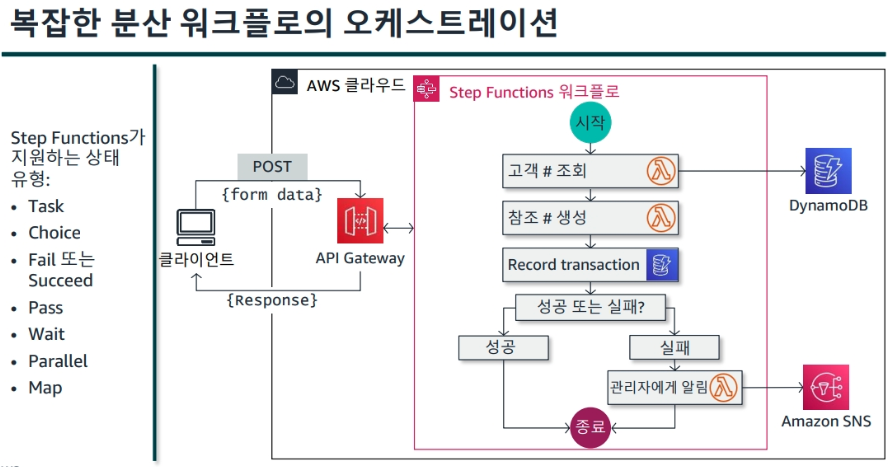 복잡한 분산 워크플로의 오케스트레이션
Step Functions가
지원하는 상태
유형:
• Task
• Choice
• Fail 또는
Succeed
• Pass
• Wait
• Parallel
• Map
AWS 클라우드
Step Functions 워크플로
POST
{form data}
클라이언트
{Response}
API Gateway
시작
고객 # 조회
참조 # 생성
Record transaction
성공 또는 실패?
성공
실패
관리자에게 알림
종료
DynamoDB
Amazon SNS